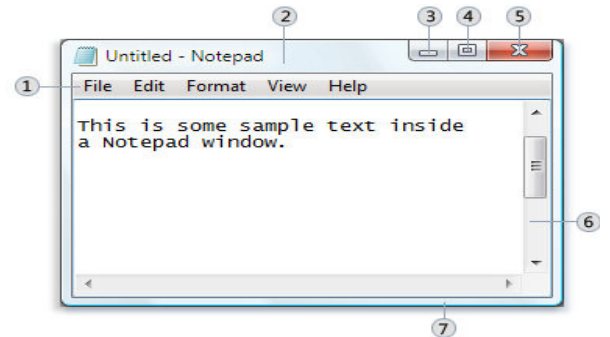 2 3 4 5
Untitled - Notepad
1 File Edit Format View Help
This is some sample text inside
a Notepad window.
6
7